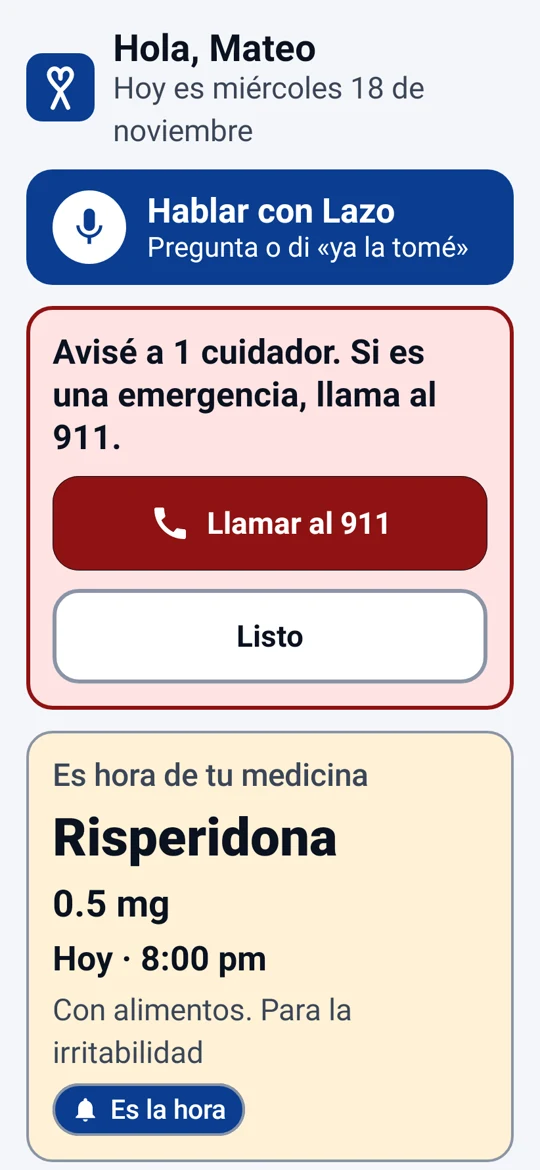 Hola, Mateo
Hoy es miércoles 18 de
noviembre
Hablar con Lazo
Pregunta o di «ya la tomé»
Avisé a 1 cuidador. Si es
una emergencia, llama al
911.
Llamar al 911
Listo
Es hora de tu medicina
Risperidona
0.5 mg
Hoy · 8:00 pm
Con alimentos. Para la
irritabilidad
Es la hora